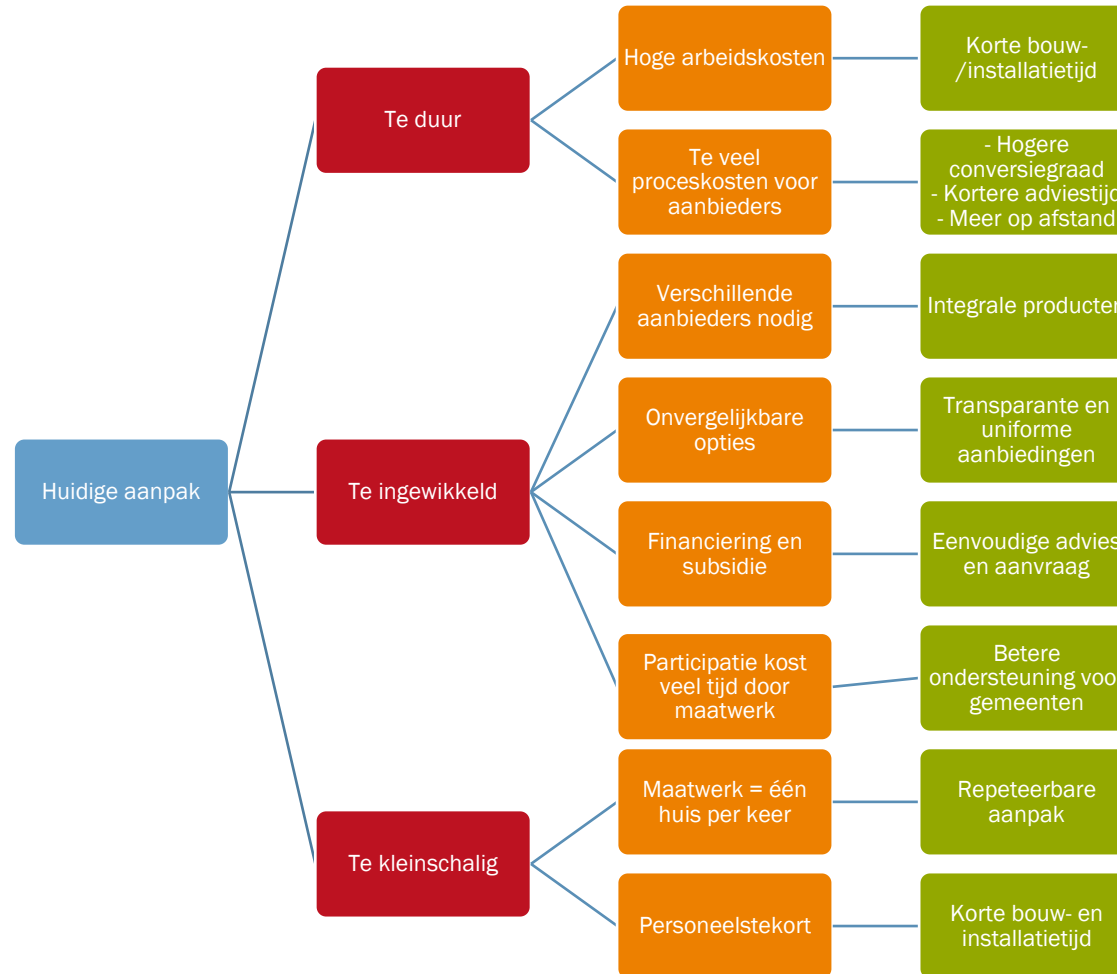 Huidige aanpak
Te duur
Hoge arbeidskosten
Korte bouw-
/installatietijd
Te veel
proceskosten voor
aanbieders
- Hogere
conversiegraad
- Kortere adviestijd
- Meer op afstand
Te ingewikkeld
Verschillende
aanbieders nodig
Integrale producten
Onvergelijkbare
opties
Transparante en
uniforme
aanbiedingen
Financiering en
subsidie
Eenvoudige advies
en aanvraag
Participatie kost
veel tijd door
maatwerk
Betere
ondersteuning voor
gemeenten
Te kleinschalig
Maatwerk = één
huis per keer
Repeteerbare
aanpak
Personeelstekort
Korte bouw- en
installatietijd